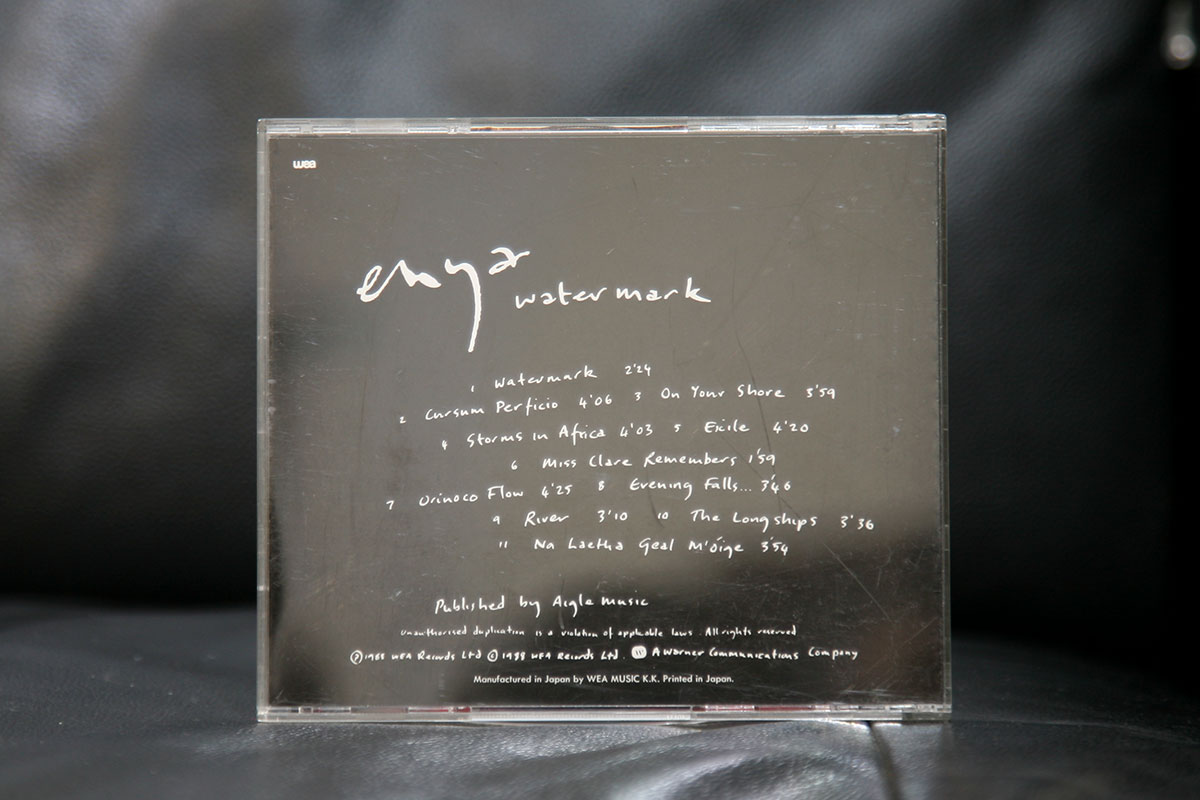 wea
enya
watermark
1 Watermark 2'24
2 Cursum Perficio 4'06 3 On Your Shore 3'59
4 Storms in Africa 4'03 5 Exile 4'20
6 Miss Clare Remembers 1'59
7 Orinoco Flow 4'25 8 Evening Falls... 3'46
9 River 3'10 10 The Longships 3'36
11 Na Laetha Geal M'óige 3'54
Published by Aigle Music
Unauthorised duplication is a violation of applicable laws. All rights reserved
℗ 1988 WEA Records Ltd © 1988 WEA Records Ltd. A Warner Communications Company
Manufactured in Japan by WEA MUSIC K.K. Printed in Japan.